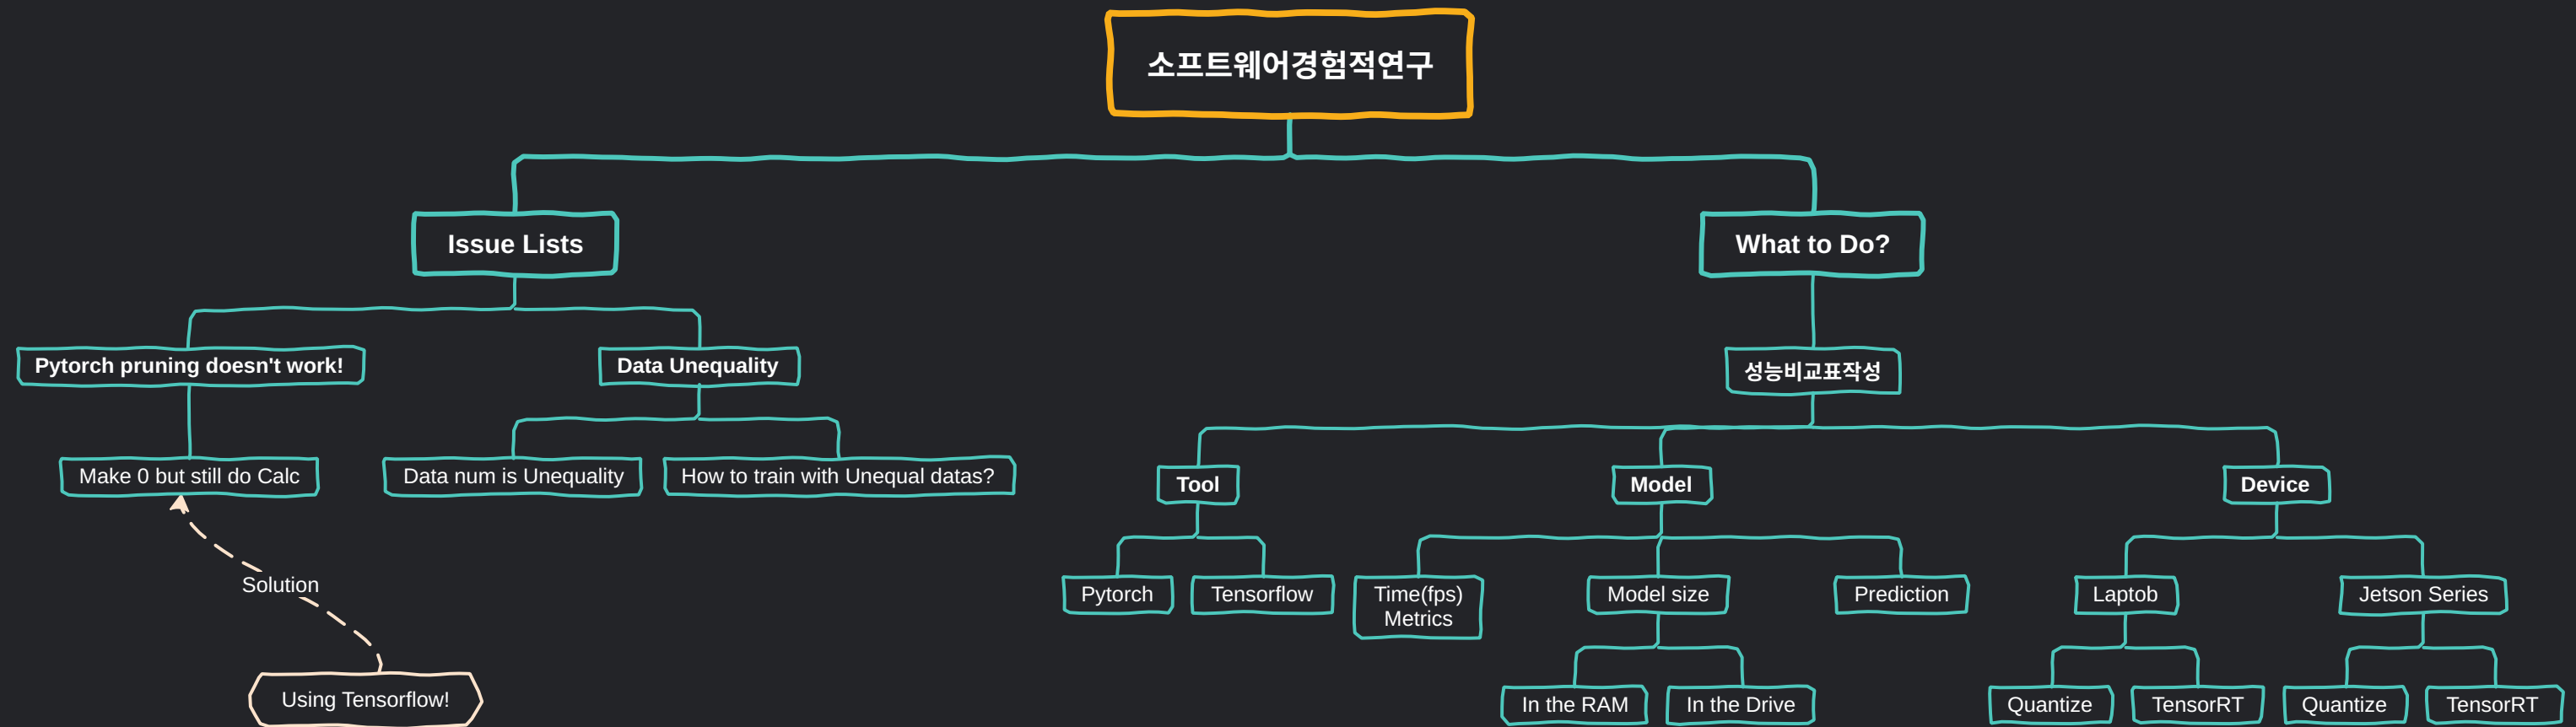 소프트웨어경험적연구
Issue Lists
What to Do?
Pytorch pruning doesn't work!
Data Unequality
성능비교표작성
Make 0 but still do Calc
Data num is Unequality
How to train with Unequal datas?
Tool
Model
Device
Solution
Pytorch
Tensorflow
Time(fps)
Metrics
Model size
Prediction
Laptob
Jetson Series
Using Tensorflow!
In the RAM
In the Drive
Quantize
TensorRT
Quantize
TensorRT